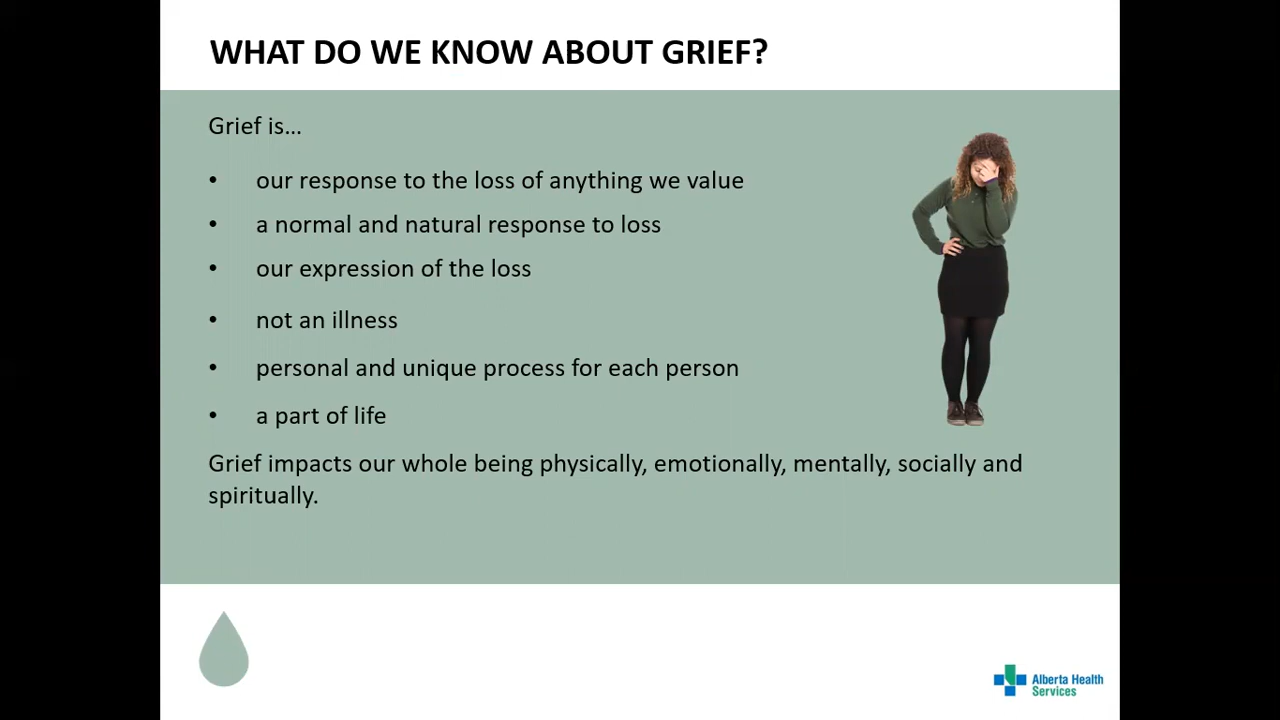 WHAT DO WE KNOW ABOUT GRIEF?
Grief is…
• our response to the loss of anything we value
• a normal and natural response to loss
• our expression of the loss
• not an illness
• personal and unique process for each person
• a part of life
Grief impacts our whole being physically, emotionally, mentally, socially and
spiritually.
Alberta Health
Services